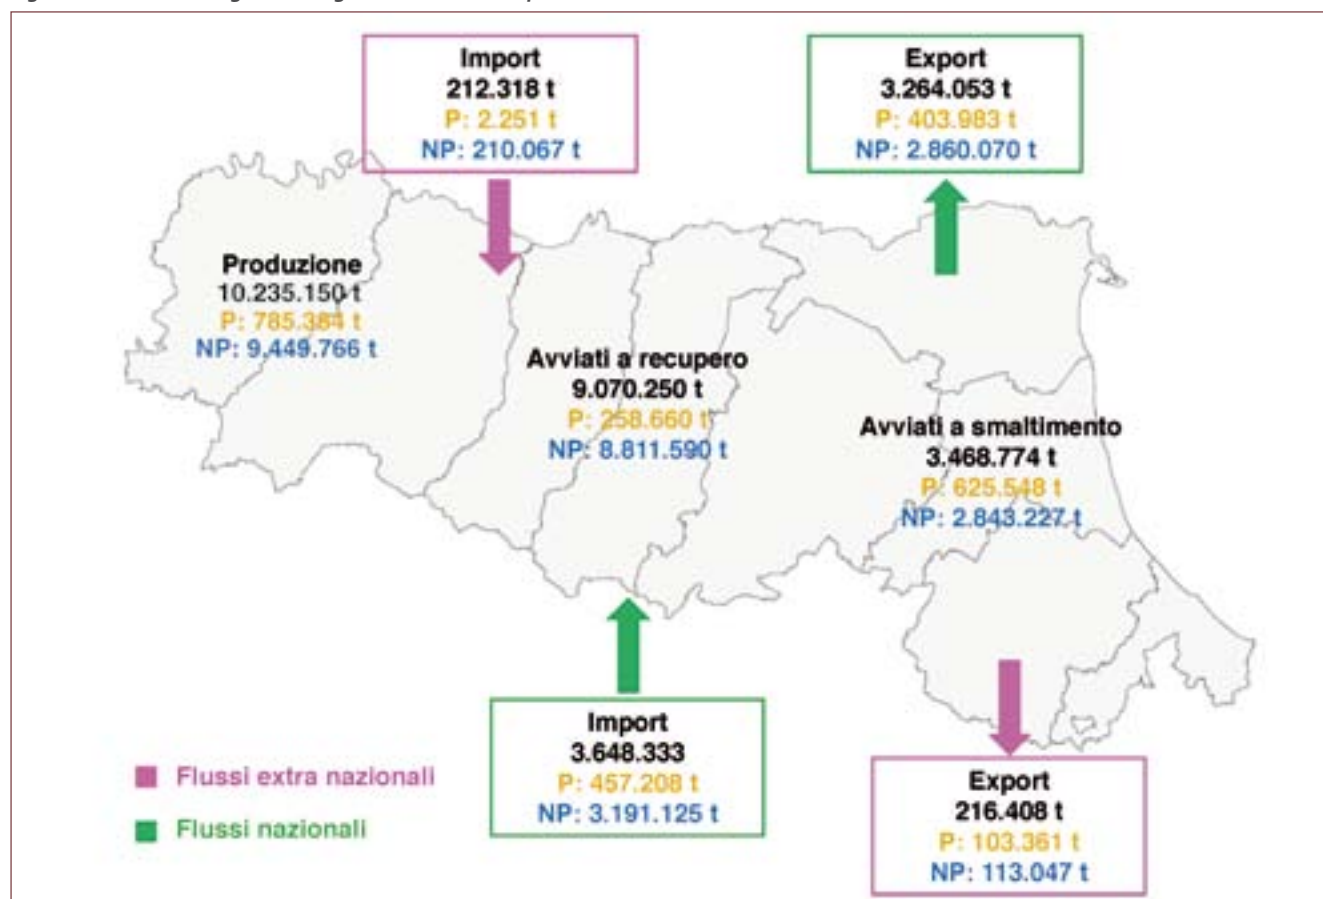 Import
212.318 t
P: 2.251 t
NP: 210.067 t
Export
3.264.053 t
P: 403.983 t
NP: 2.860.070 t
Produzione
10.235.150 t
P: 785.384 t
NP: 9.449.766 t
Avviati a recupero
9.070.250 t
P: 258.660 t
NP: 8.811.590 t
Avviati a smaltimento
3.468.774 t
P: 625.548 t
NP: 2.843.227 t
Import
3.648.333
P: 457.208 t
NP: 3.191.125 t
Flussi extra nazionali
Flussi nazionali
Export
216.408 t
P: 103.361 t
NP: 113.047 t